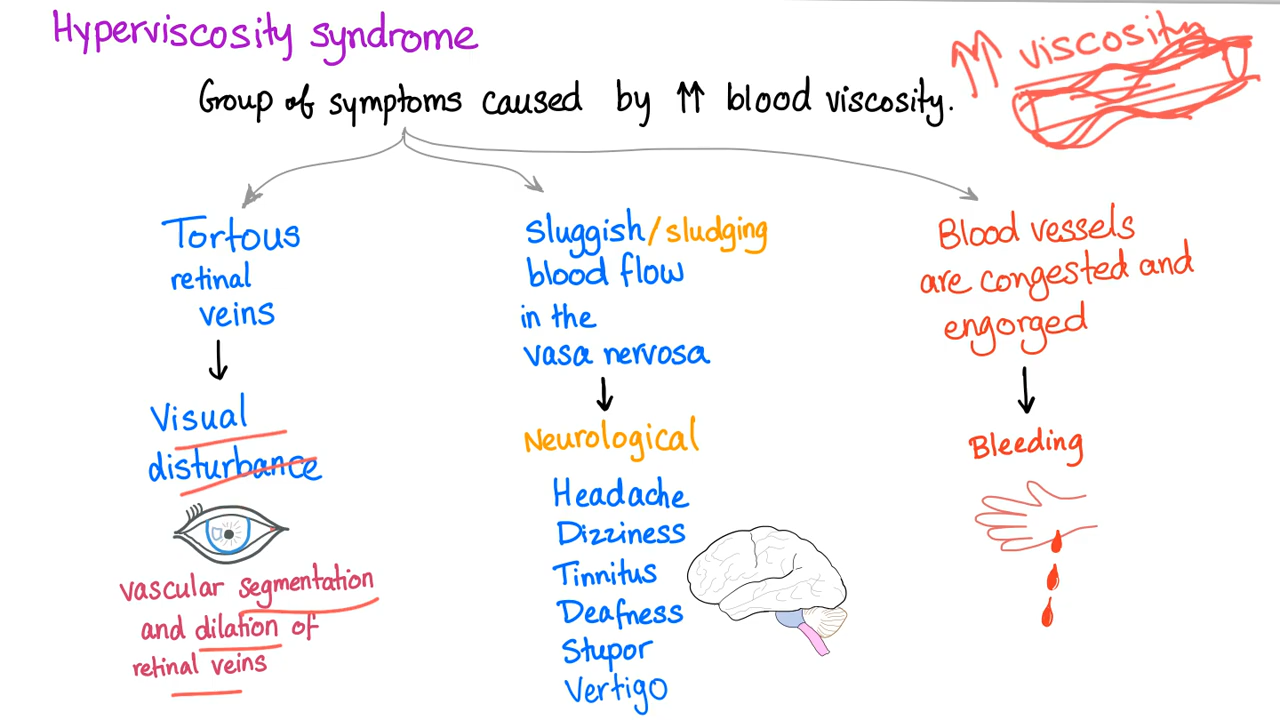 Hyperviscosity syndrome
↑↑ viscosity
Group of symptoms caused by ↑↑ blood viscosity.
Tortous
retinal
veins
Visual
disturbance
vascular segmentation
and dilation of
retinal veins
Sluggish/sludging
blood flow
in the
vasa nervosa
Neurological
Headache
Dizziness
Tinnitus
Deafness
Stupor
Vertigo
Blood vessels
are congested and
engorged
Bleeding